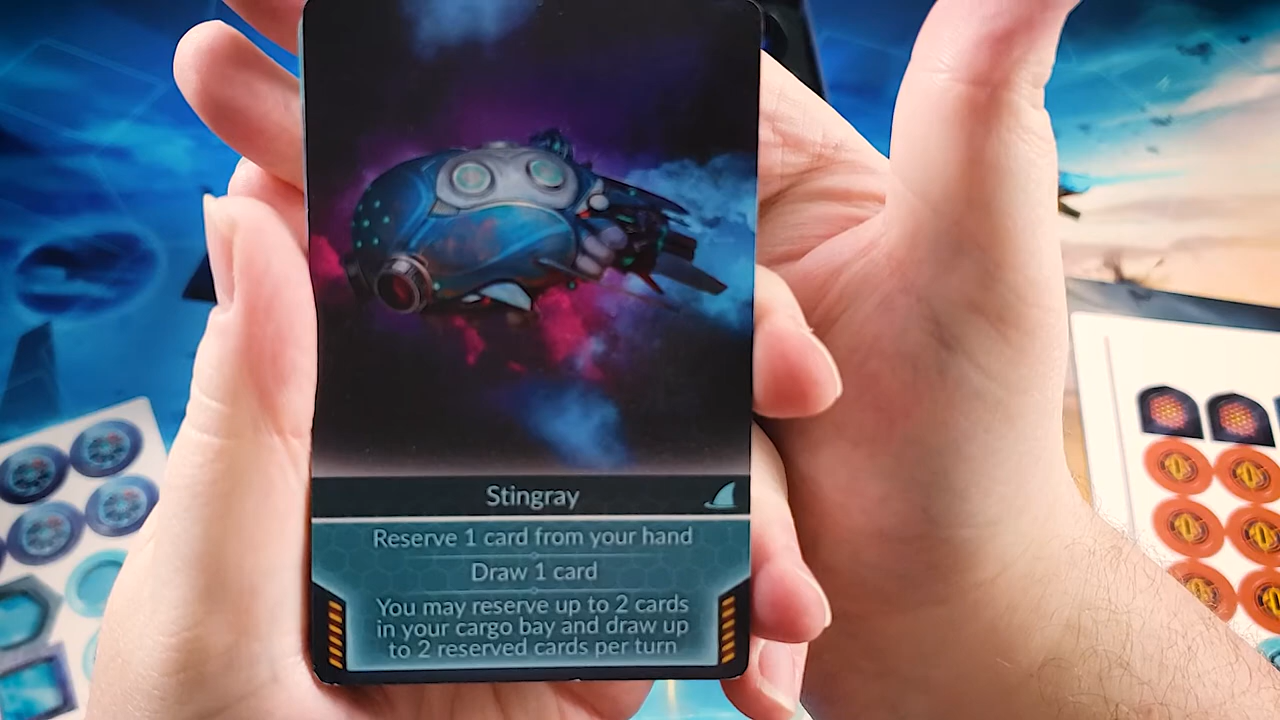 Stingray
Reserve 1 card from your hand
Draw 1 card
You may reserve up to 2 cards
in your cargo bay and draw up
to 2 reserved cards per turn